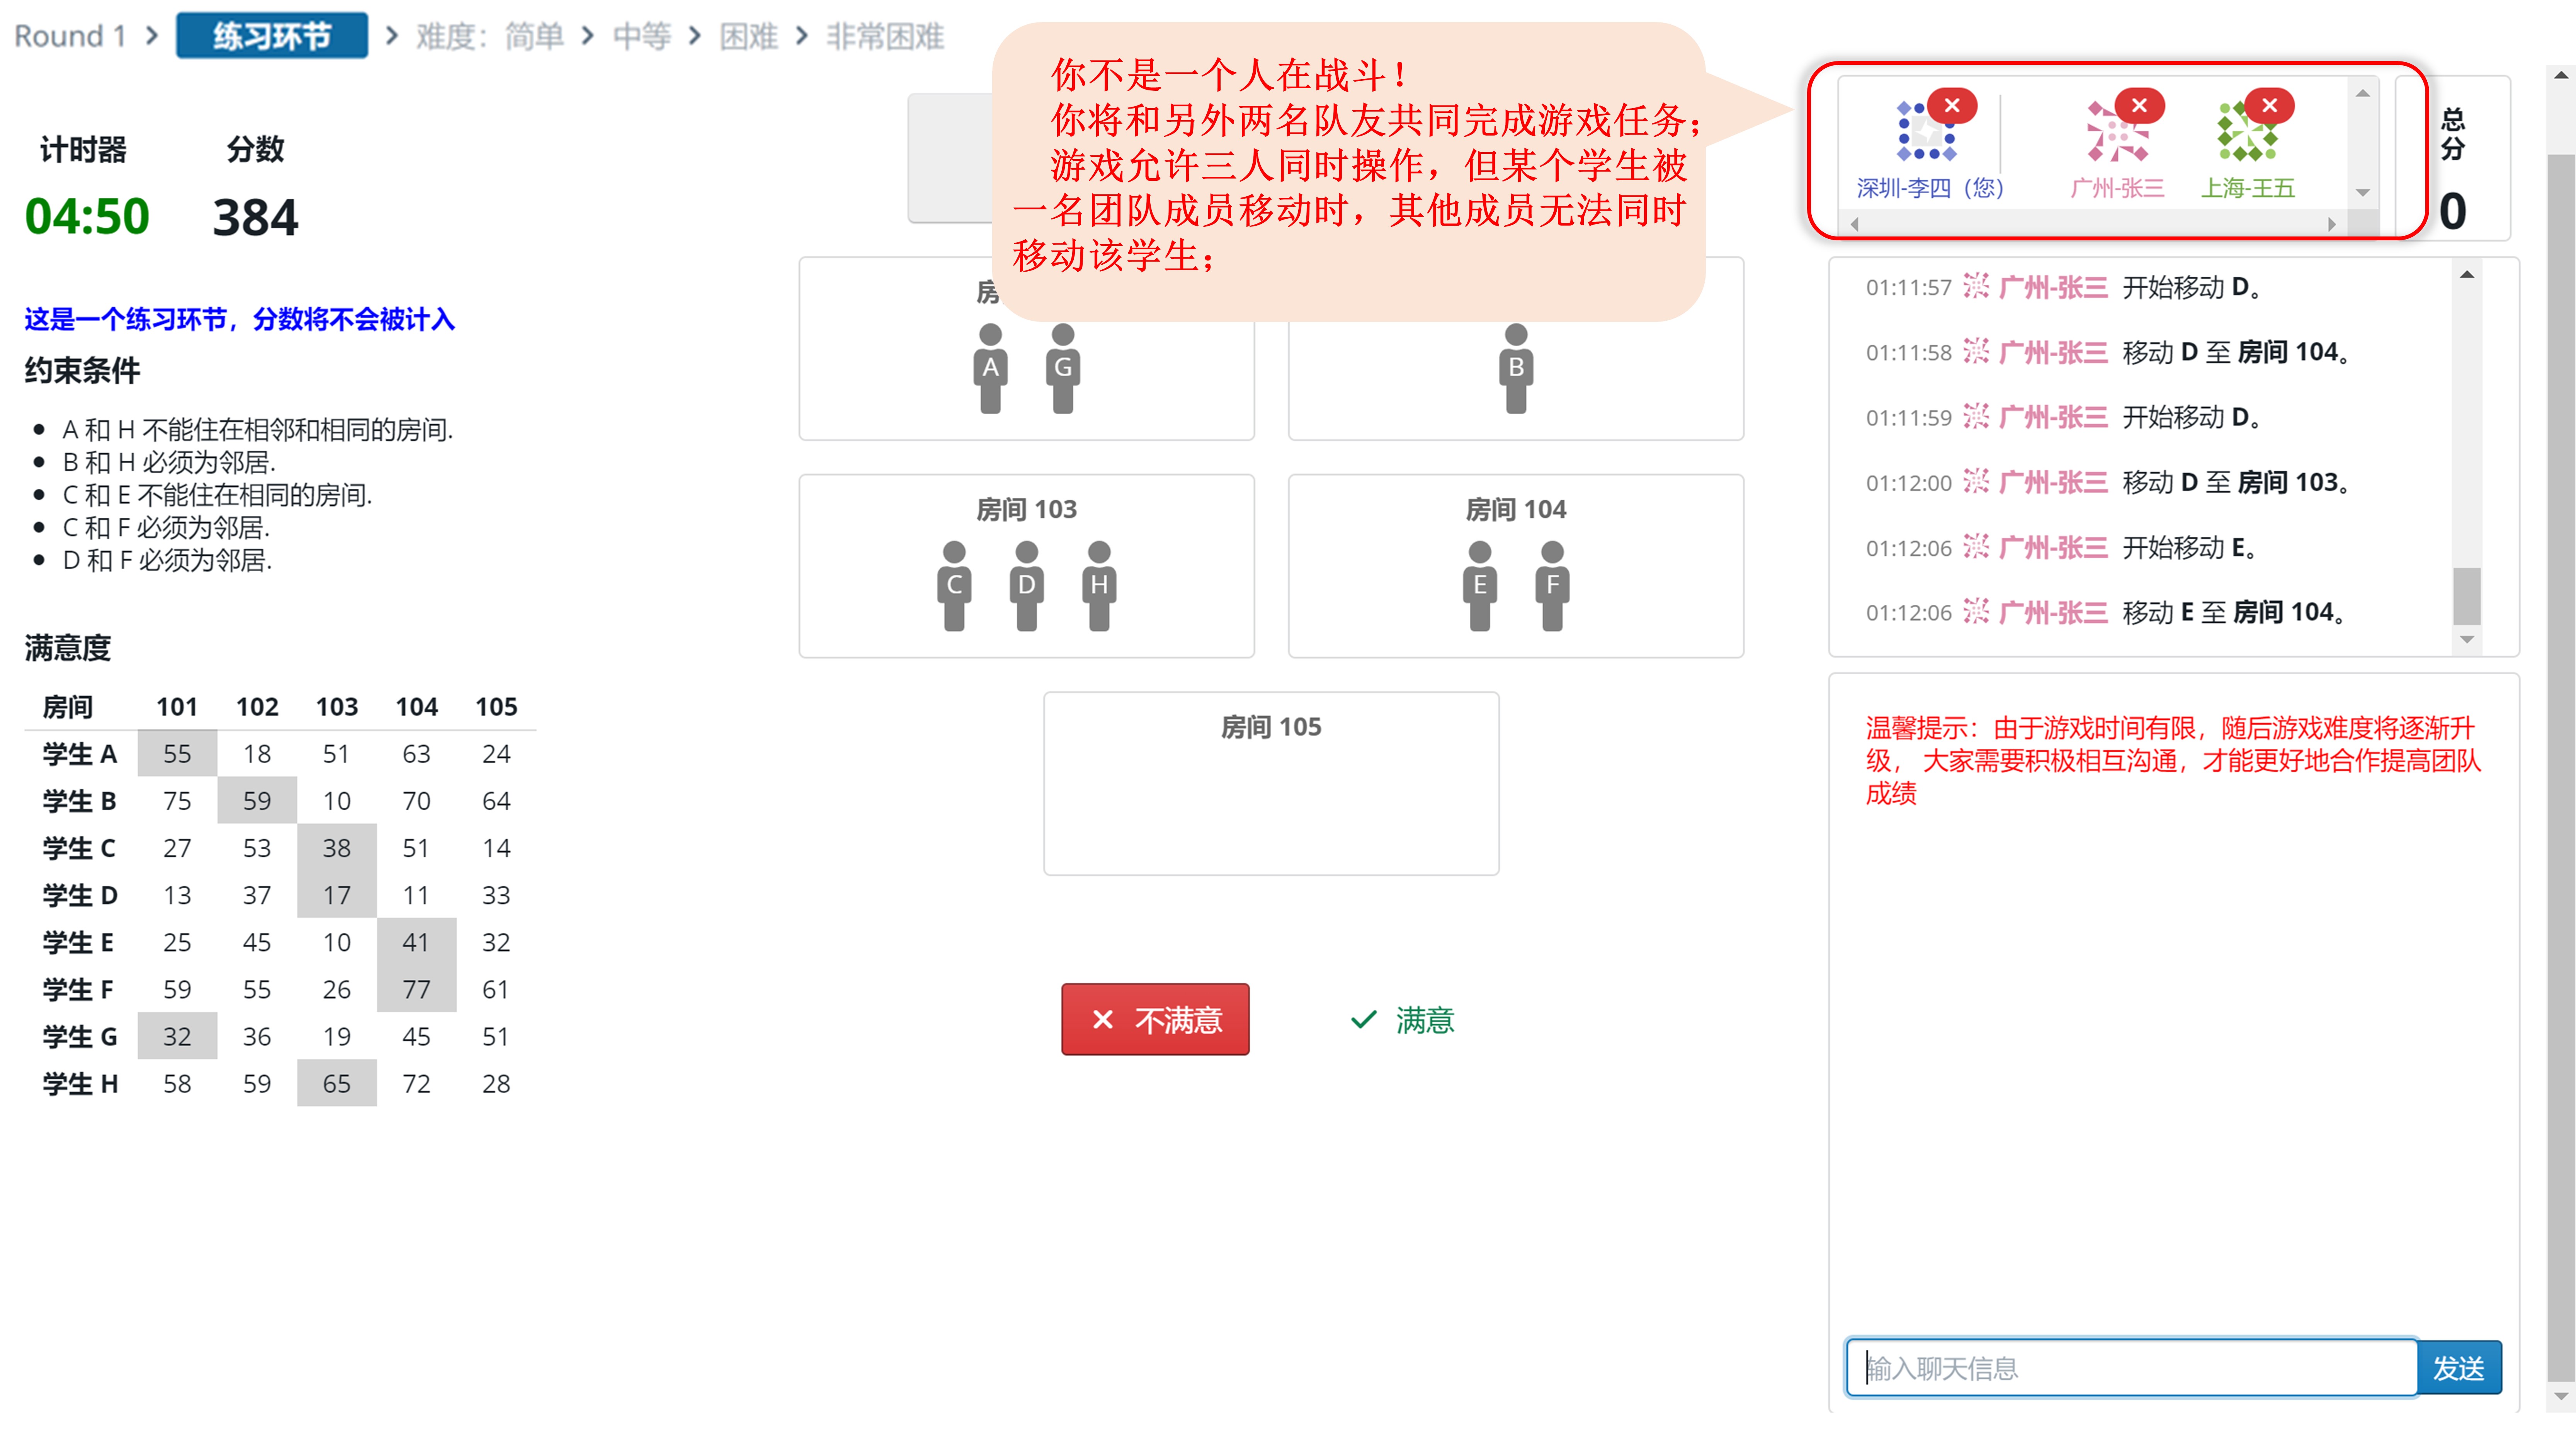 Round 1 > 练习环节 > 难度：简单 > 中等 > 困难 > 非常困难
你不是一个人在战斗！
你将和另外两名队友共同完成游戏任务；
游戏允许三人同时操作，但某个学生被
一名团队成员移动时，其他成员无法同时
移动该学生；
深圳-李四（您） 广州-张三 上海-王五
总分
0
计时器 分数
04:50 384
这是一个练习环节，分数将不会被计入
约束条件
A 和 H 不能住在相邻和相同的房间.
B 和 H 必须为邻居.
C 和 E 不能住在相同的房间.
C 和 F 必须为邻居.
D 和 F 必须为邻居.
满意度
房间 101 102 103 104 105
学生 A 55 18 51 63 24
学生 B 75 59 10 70 64
学生 C 27 53 38 51 14
学生 D 13 37 17 11 33
学生 E 25 45 10 41 32
学生 F 59 55 26 77 61
学生 G 32 36 19 45 51
学生 H 58 59 65 72 28
房
A G
B
房间 103
C D H
房间 104
E F
房间 105
不满意 满意
01:11:57 广州-张三 开始移动 D。
01:11:58 广州-张三 移动 D 至 房间 104。
01:11:59 广州-张三 开始移动 D。
01:12:00 广州-张三 移动 D 至 房间 103。
01:12:06 广州-张三 开始移动 E。
01:12:06 广州-张三 移动 E 至 房间 104。
温馨提示：由于游戏时间有限，随后游戏难度将逐渐升
级， 大家需要积极相互沟通，才能更好地合作提高团队
成绩
输入聊天信息 发送